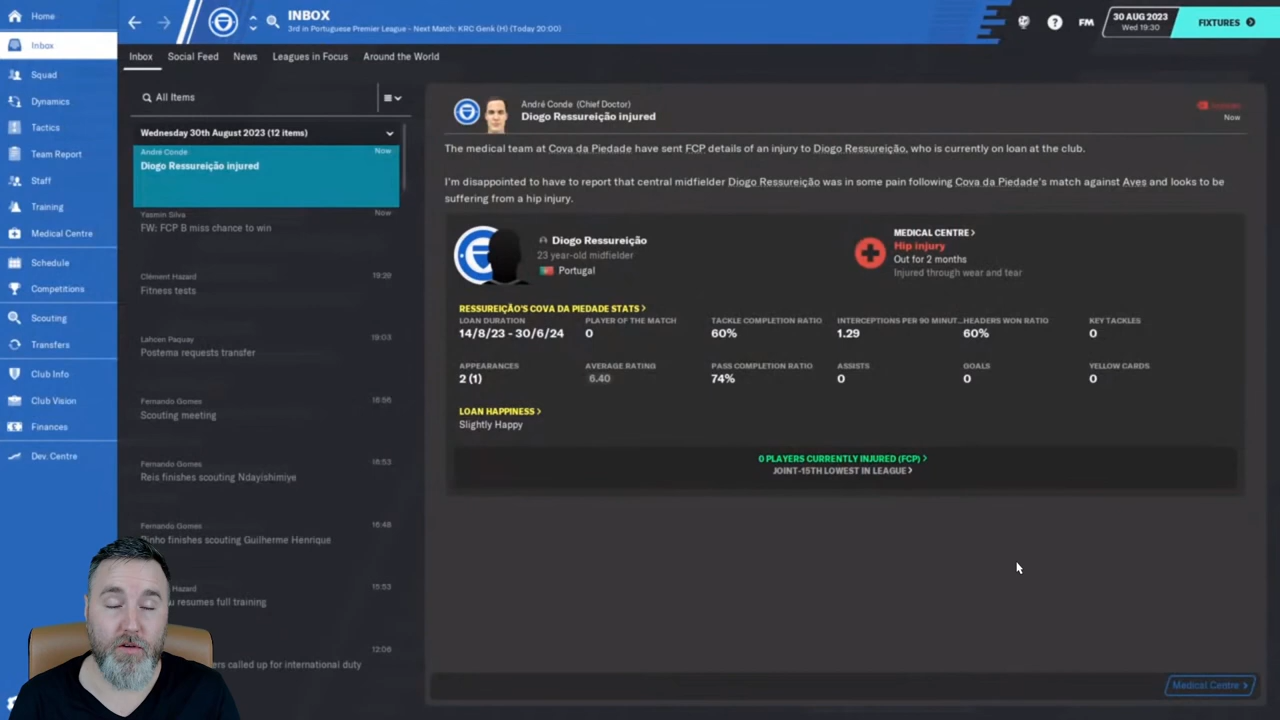 Home
Inbox
Squad
Dynamics
Tactics
Team Report
Staff
Training
Medical Centre
Schedule
Competitions
Scouting
Transfers
Club Info
Club Vision
Finances
Dev. Centre
INBOX
3rd in Portuguese Premier League - Next Match: KRC Genk (H) (Today 20:00)
?
FM
30 AUG 2023
Wed 19:30
FIXTURES
Inbox
Social Feed
News
Leagues in Focus
Around the World
All Items
Wednesday 30th August 2023 (12 items)
André Conde
Now
Diogo Ressureição injured
Yasmin Silva
Now
FW: FCP B miss chance to win
Clément Hazard
19:29
Fitness tests
Lahcen Paquay
19:03
Postema requests transfer
Fernando Gomes
18:56
Scouting meeting
Fernando Gomes
18:53
Reis finishes scouting Ndayishimiye
Fernando Gomes
16:48
Pinho finishes scouting Guilherme Henrique
Hazard
15:53
resumes full training
12:06
called up for international duty
André Conde (Chief Doctor)
Diogo Ressureição injured
Now
The medical team at Cova da Piedade have sent FCP details of an injury to Diogo Ressureição, who is currently on loan at the club.
I'm disappointed to have to report that central midfielder Diogo Ressureição was in some pain following Cova da Piedade's match against Aves and looks to be
suffering from a hip injury.
Diogo Ressureição
23 year-old midfielder
Portugal
MEDICAL CENTRE >
Hip injury
Out for 2 months
Injured through wear and tear
RESSUREIÇÃO'S COVA DA PIEDADE STATS >
LOAN DURATION
14/8/23 - 30/6/24
PLAYER OF THE MATCH
0
TACKLE COMPLETION RATIO
60%
INTERCEPTIONS PER 90 MINUT...
1.29
HEADERS WON RATIO
60%
KEY TACKLES
0
APPEARANCES
2 (1)
AVERAGE RATING
6.40
PASS COMPLETION RATIO
74%
ASSISTS
0
GOALS
0
YELLOW CARDS
0
LOAN HAPPINESS >
Slightly Happy
0 PLAYERS CURRENTLY INJURED (FCP) >
JOINT-15TH LOWEST IN LEAGUE >
Medical Centre >